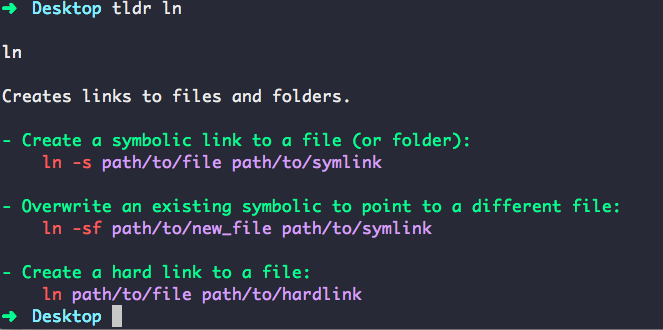 ➜ Desktop tldr ln
ln
Creates links to files and folders.
- Create a symbolic link to a file (or folder):
ln -s path/to/file path/to/symlink
- Overwrite an existing symbolic to point to a different file:
ln -sf path/to/new_file path/to/symlink
- Create a hard link to a file:
ln path/to/file path/to/hardlink
➜ Desktop